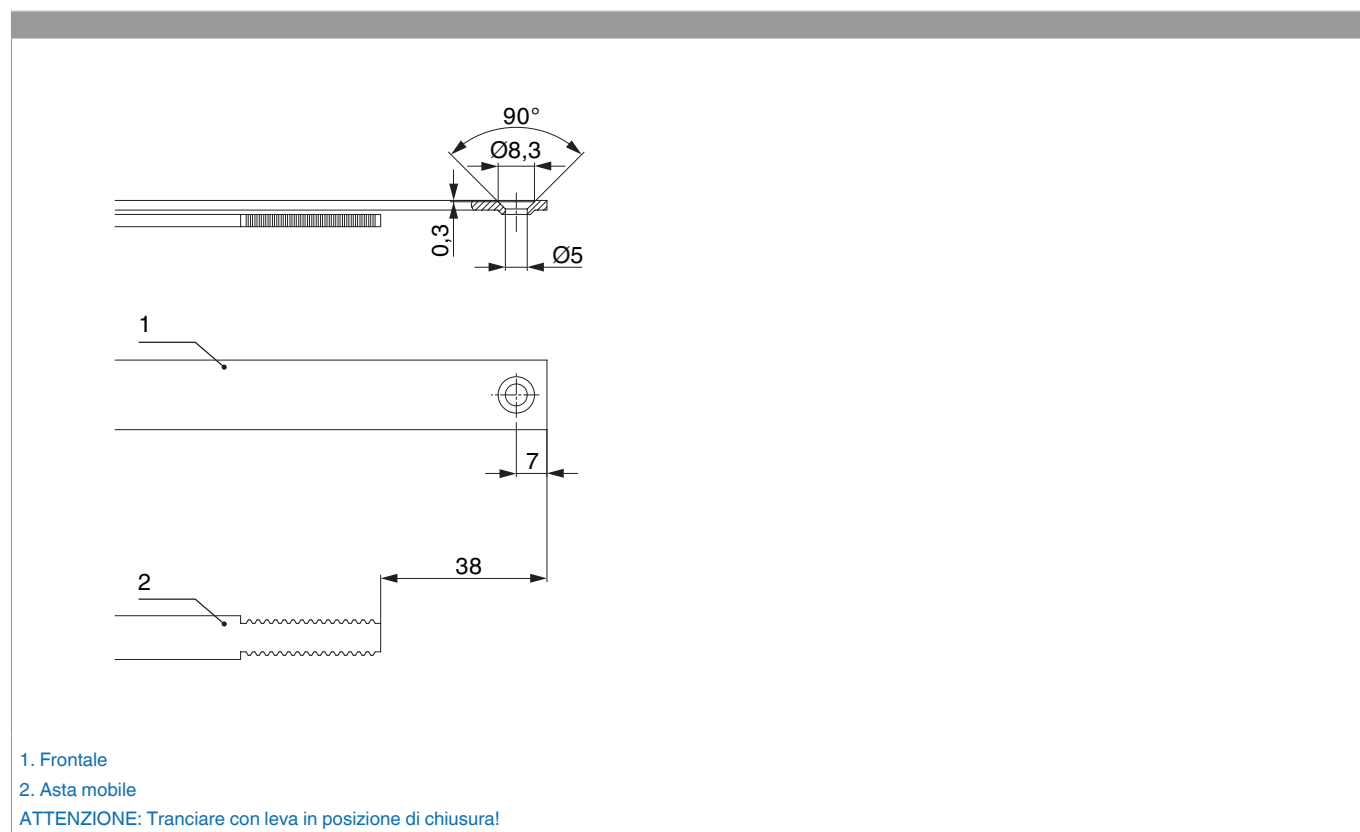 90°
Ø8,3
0,3
Ø5
1
7
38
2
1. Frontale
2. Asta mobile
ATTENZIONE: Tranciare con leva in posizione di chiusura!